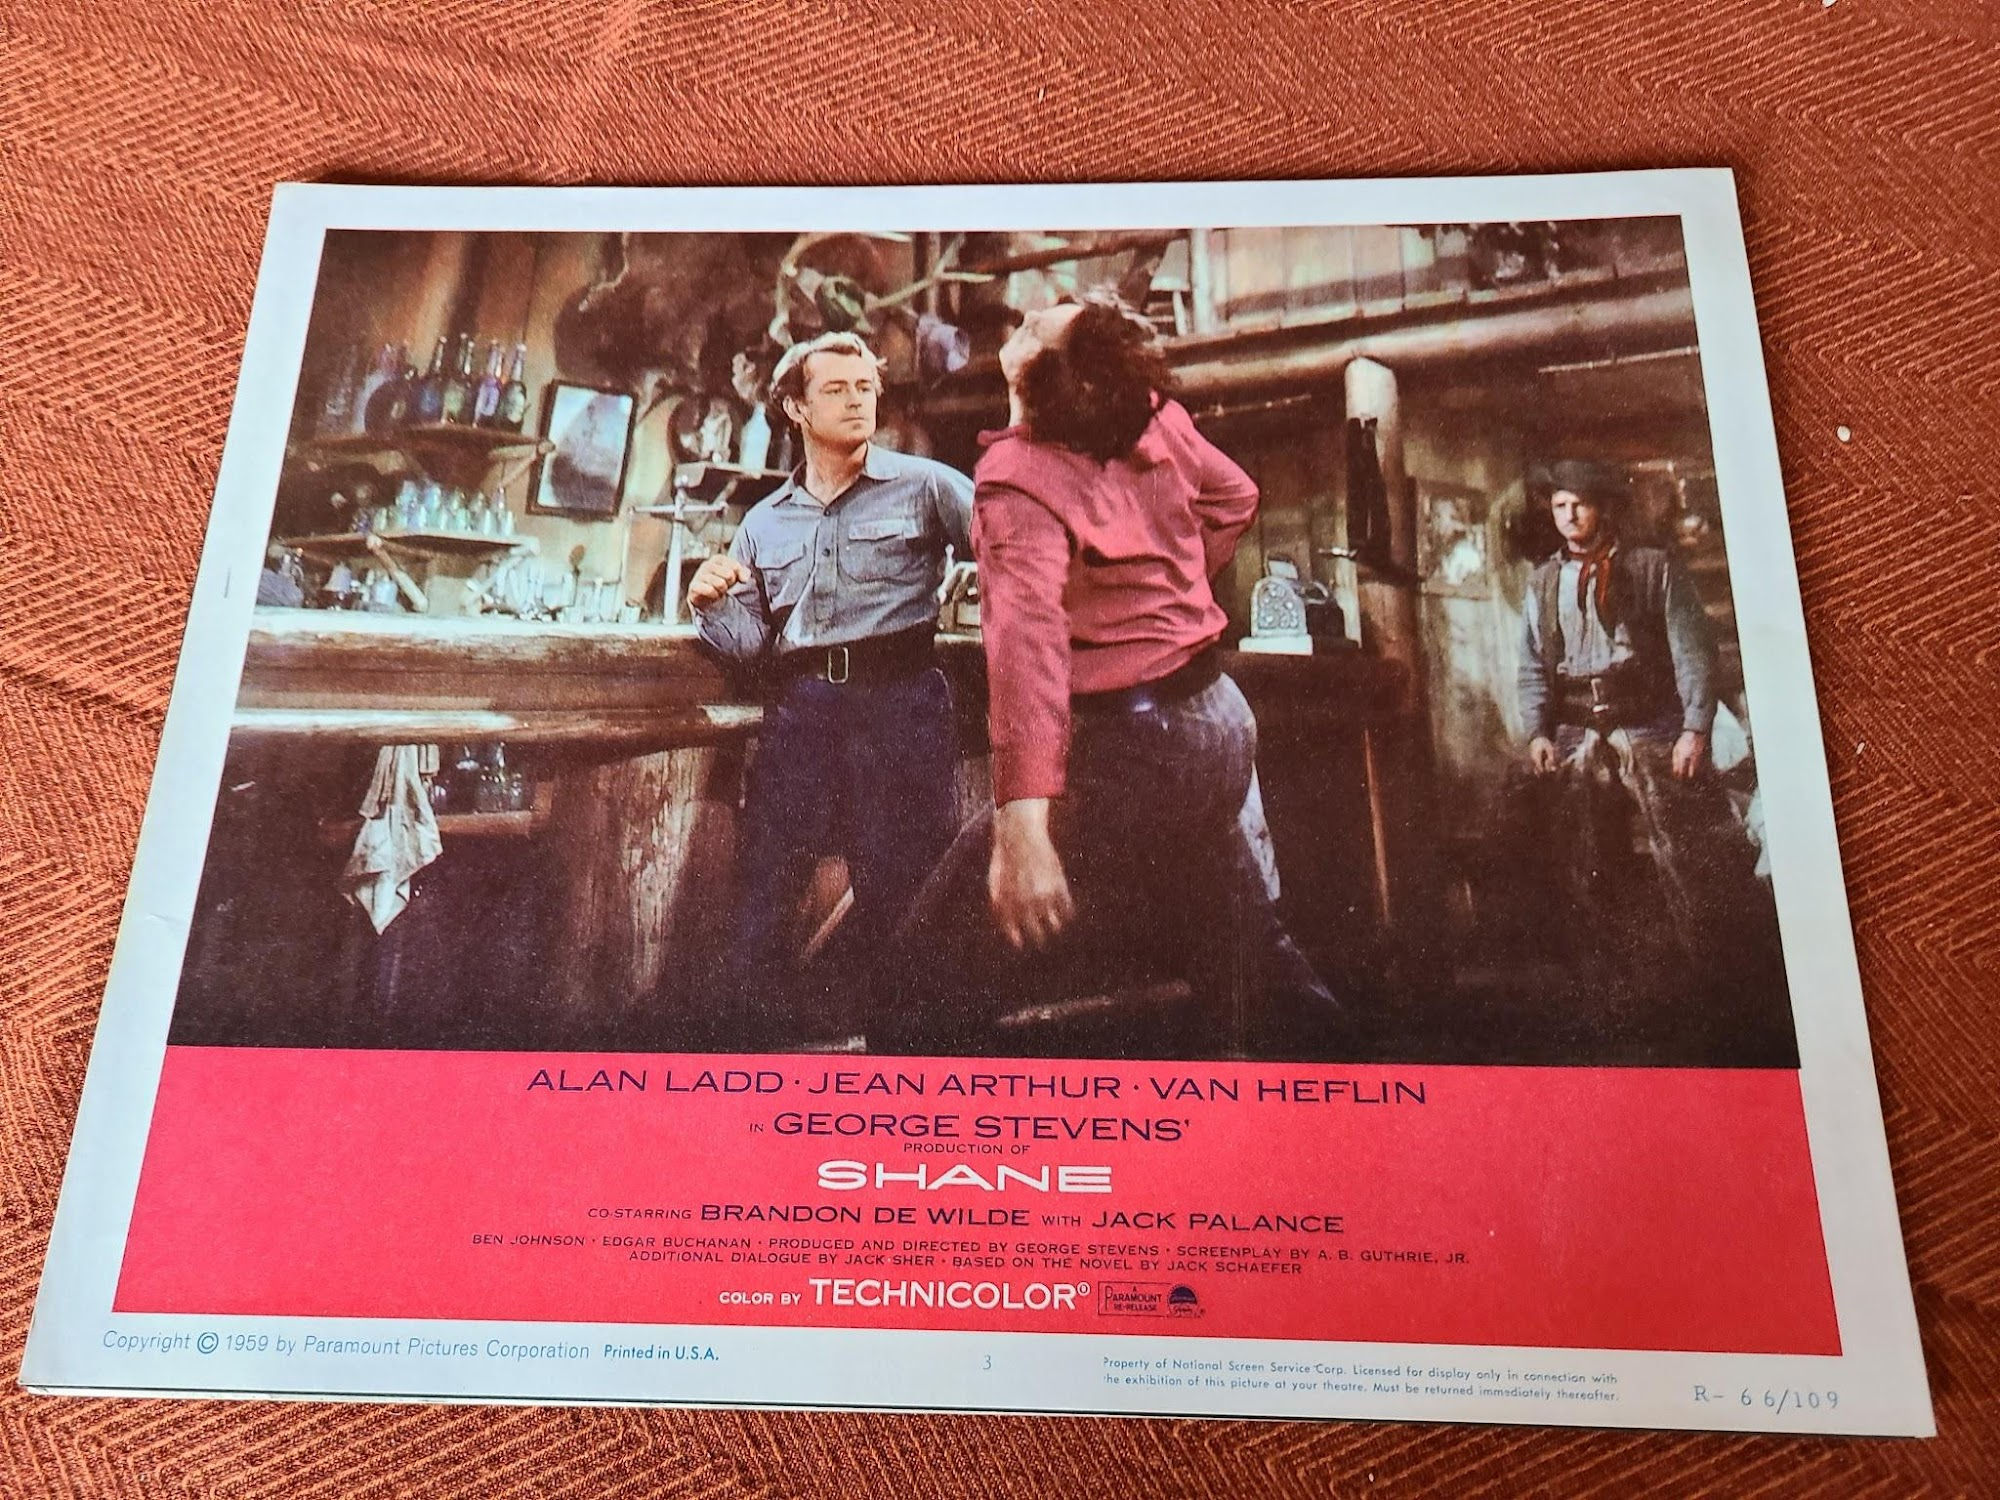 ALAN LADD · JEAN ARTHUR · VAN HEFLIN
IN GEORGE STEVENS'
PRODUCTION OF
SHANE
CO-STARRING BRANDON DE WILDE WITH JACK PALANCE
BEN JOHNSON · EDGAR BUCHANAN · PRODUCED AND DIRECTED BY GEORGE STEVENS · SCREENPLAY BY A. B. GUTHRIE, JR.
ADDITIONAL DIALOGUE BY JACK SHER · BASED ON THE NOVEL BY JACK SCHAEFER
COLOR BY TECHNICOLOR®
A
PARAMOUNT
RE-RELEASE
Copyright © 1959 by Paramount Pictures Corporation Printed in U.S.A.
3
Property of National Screen Service Corp. Licensed for display only in connection with
the exhibition of this picture at your theatre. Must be returned immediately thereafter.
R- 66/109